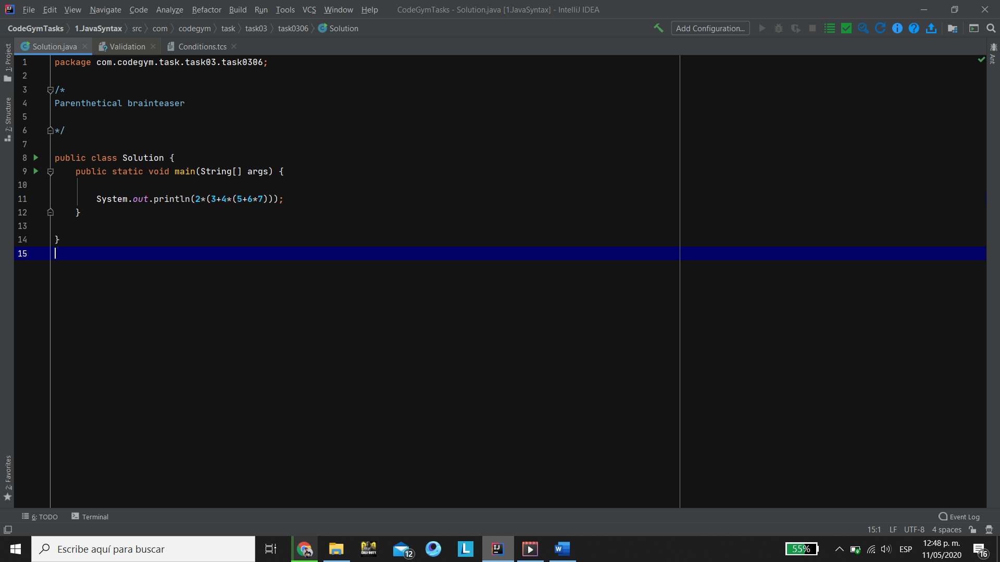 File Edit View Navigate Code Analyze Refactor Build Run Tools VCS Window Help CodeGymTasks - Solution.java [1.JavaSyntax] - IntelliJ IDEA
CodeGymTasks 1.JavaSyntax src com codegym task task03 task0306 Solution Add Configuration...
Solution.java Validation Conditions.tcs
1: Project
7: Structure
2: Favorites
Ant
1 package com.codegym.task.task03.task0306;
2
3 /*
4 Parenthetical brainteaser
5
6 */
7
8 public class Solution {
9 public static void main(String[] args) {
10
11 System.out.println(2*(3+4*(5+6*7)));
12 }
13
14 }
15
6: TODO Terminal Event Log
15:1 LF UTF-8 4 spaces
Escribe aquí para buscar
CALL-DUTY
12
L
IJ
W
55%
ESP
12:48 p. m.
11/05/2020
16